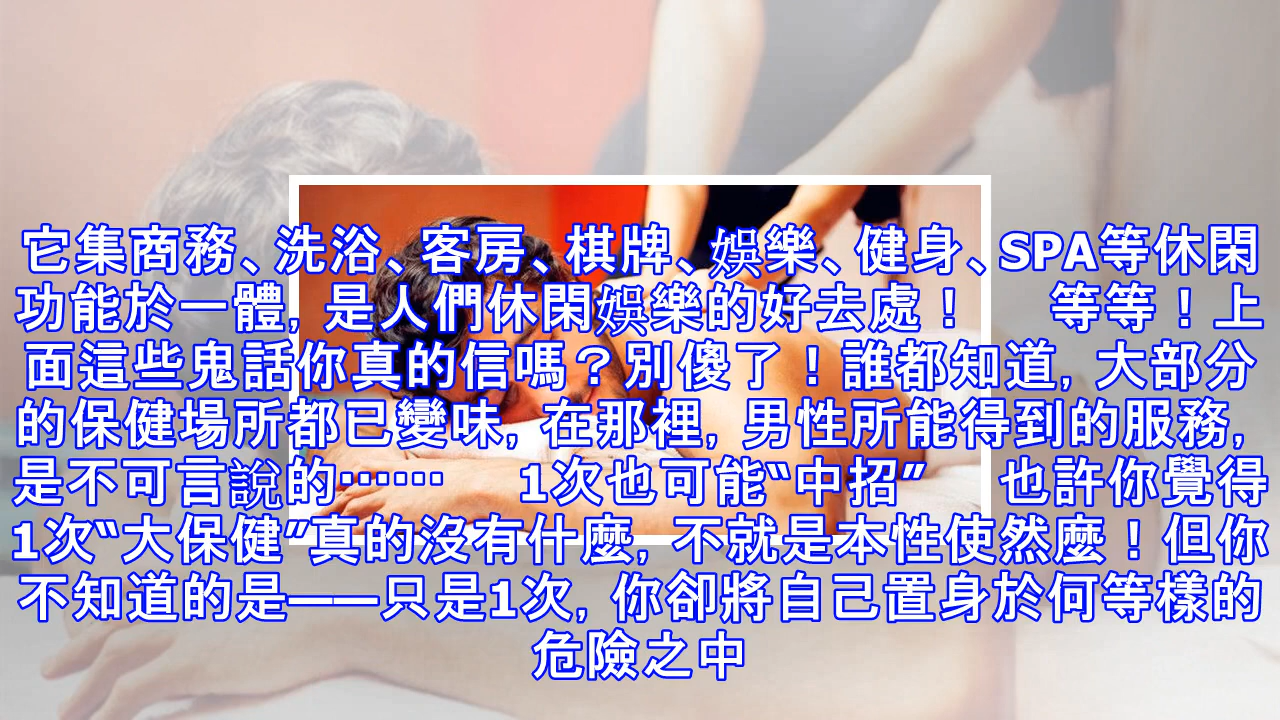 它集商務、洗浴、客房、棋牌、娛樂、健身、SPA等休閑
功能於一體, 是人們休閑娛樂的好去處！　等等！上
面這些鬼話你真的信嗎？別傻了！誰都知道, 大部分
的保健場所都已變味, 在那裡, 男性所能得到的服務,
是不可言說的……　1次也可能“中招”　也許你覺得
1次“大保健”真的沒有什麼, 不就是本性使然麼！但你
不知道的是——只是1次, 你卻將自己置身於何等樣的
危險之中